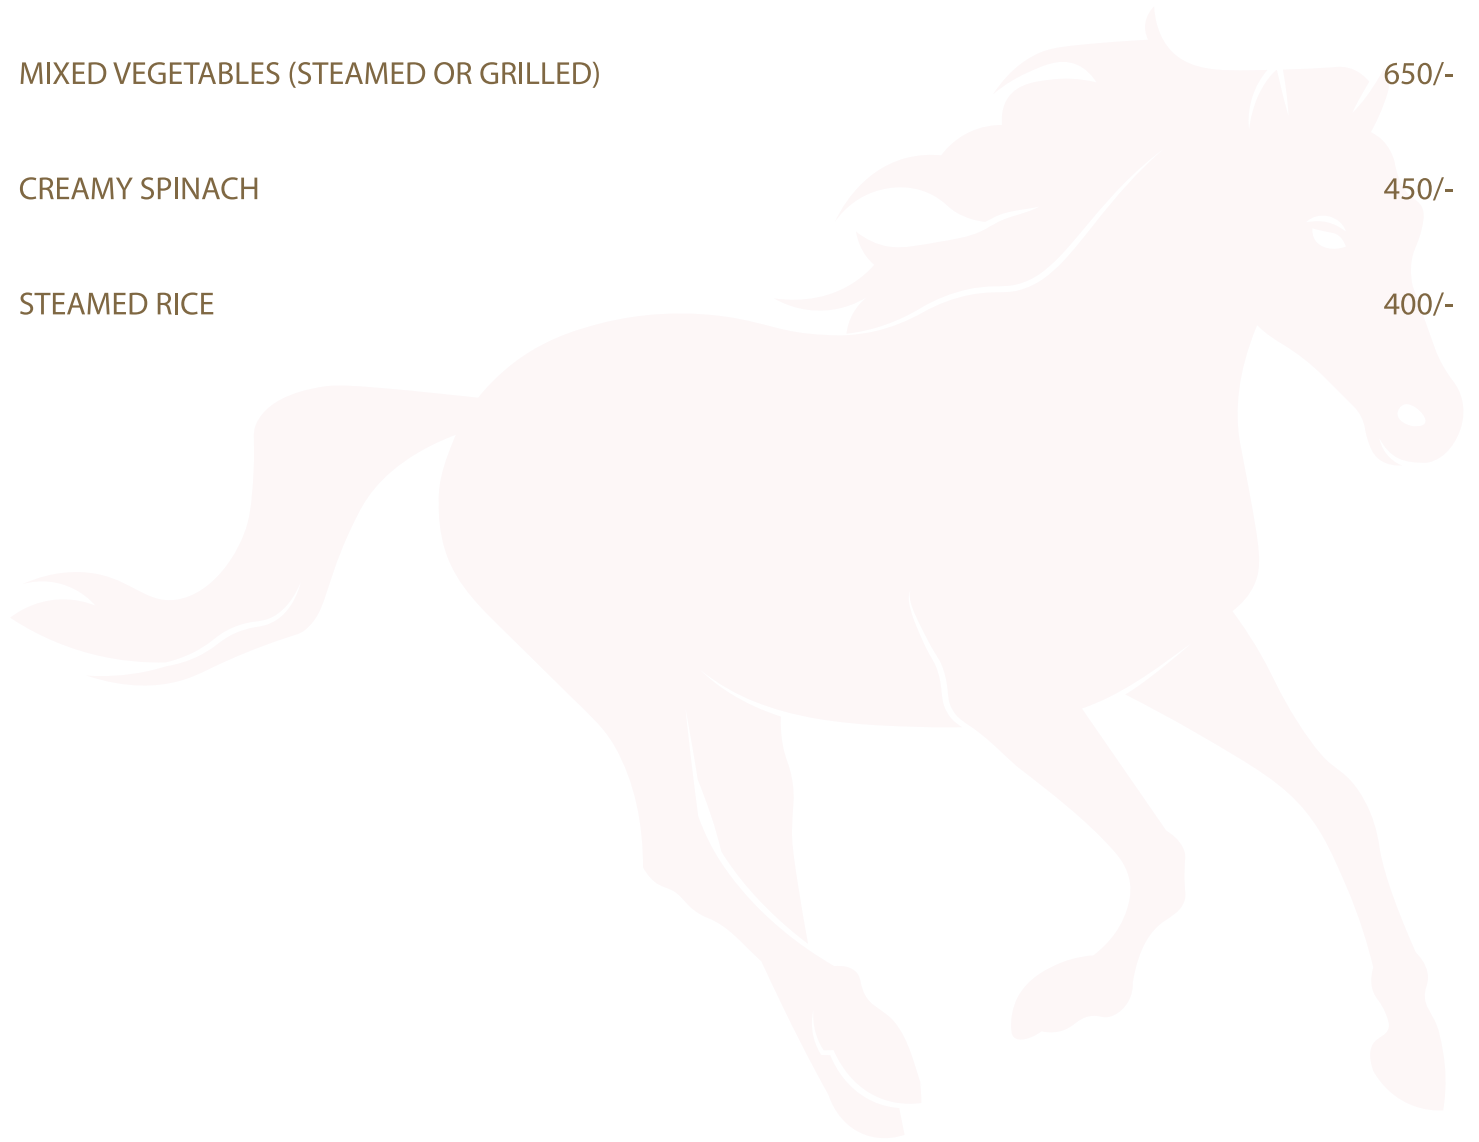 MIXED VEGETABLES (STEAMED OR GRILLED) 650/-
CREAMY SPINACH 450/-
STEAMED RICE 400/-